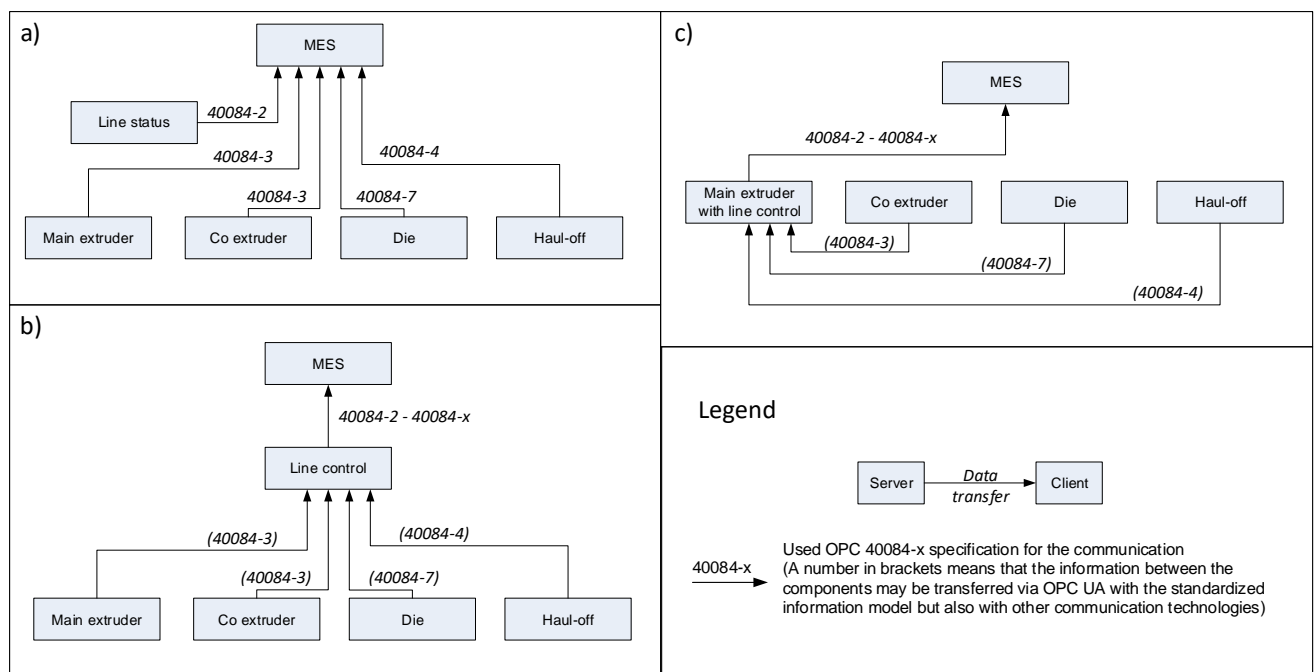 a)
MES
Line status
40084-2
40084-3
40084-4
40084-3
40084-7
Main extruder
Co extruder
Die
Haul-off
b)
MES
40084-2 - 40084-x
Line control
(40084-3)
(40084-4)
(40084-3)
(40084-7)
Main extruder
Co extruder
Die
Haul-off
c)
MES
40084-2 - 40084-x
Main extruder
with line control
Co extruder
Die
Haul-off
(40084-3)
(40084-7)
(40084-4)
Legend
Server
Data
transfer
Client
40084-x
Used OPC 40084-x specification for the communication
(A number in brackets means that the information between the
components may be transferred via OPC UA with the standardized
information model but also with other communication technologies)